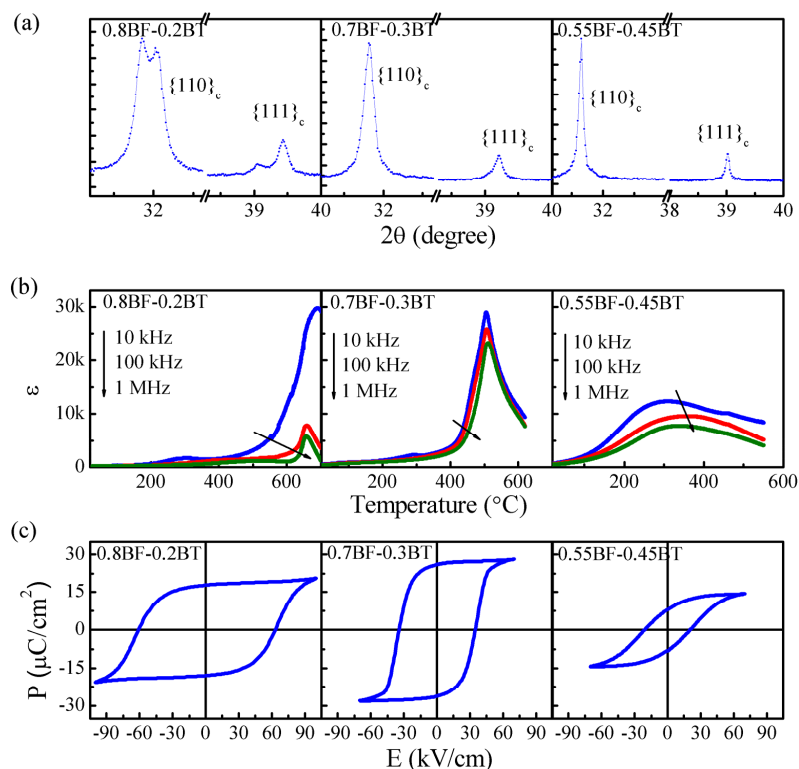 (a)
0.8BF-0.2BT
0.7BF-0.3BT
0.55BF-0.45BT
{110}c
{111}c
{110}c
{111}c
{110}c
{111}c
32 39 40 32 39 40 32 38 39 40
2θ (degree)
(b)
0.8BF-0.2BT
0.7BF-0.3BT
0.55BF-0.45BT
30k
20k
10k
0
ε
10 kHz
100 kHz
1 MHz
10 kHz
100 kHz
1 MHz
10 kHz
100 kHz
1 MHz
200 400 600 200 400 600 200 400 600
Temperature (°C)
(c)
0.8BF-0.2BT
0.7BF-0.3BT
0.55BF-0.45BT
30
15
0
-15
-30
P (μC/cm²)
-90 -60 -30 0 30 60 90 -90 -60 -30 0 30 60 90 -90 -60 -30 0 30 60 90
E (kV/cm)